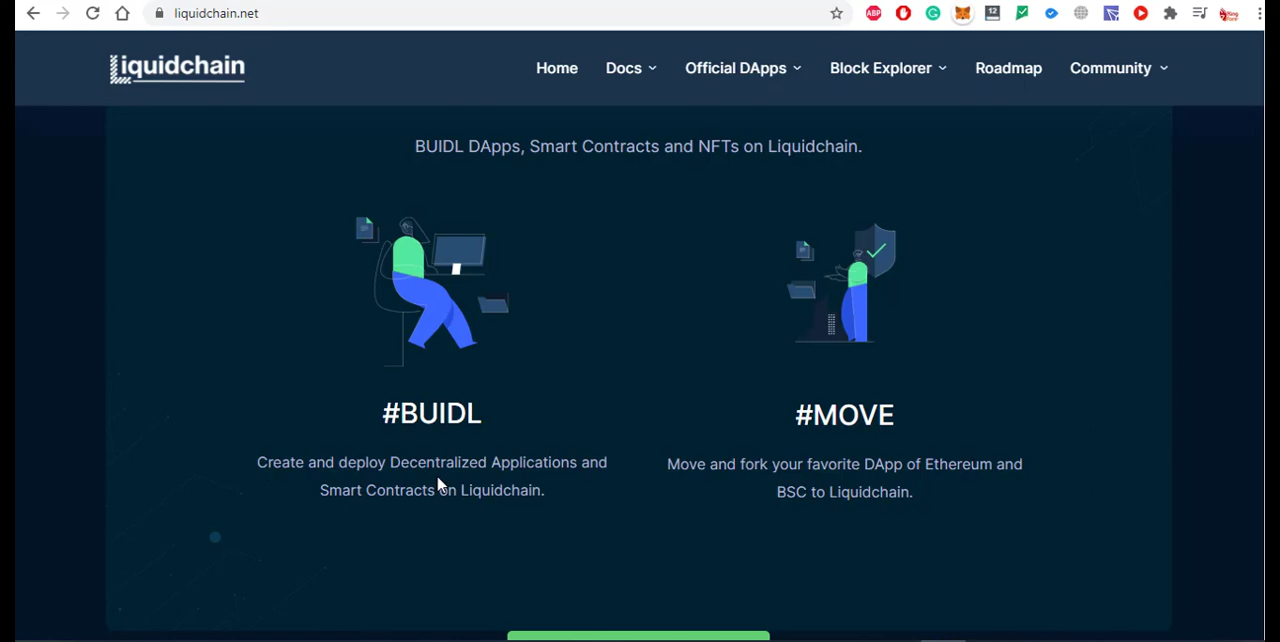 liquidchain.net
ABP
12
Liquidchain
Home
Docs
Official DApps
Block Explorer
Roadmap
Community
BUIDL DApps, Smart Contracts and NFTs on Liquidchain.
#BUIDL
Create and deploy Decentralized Applications and
Smart Contracts on Liquidchain.
#MOVE
Move and fork your favorite DApp of Ethereum and
BSC to Liquidchain.